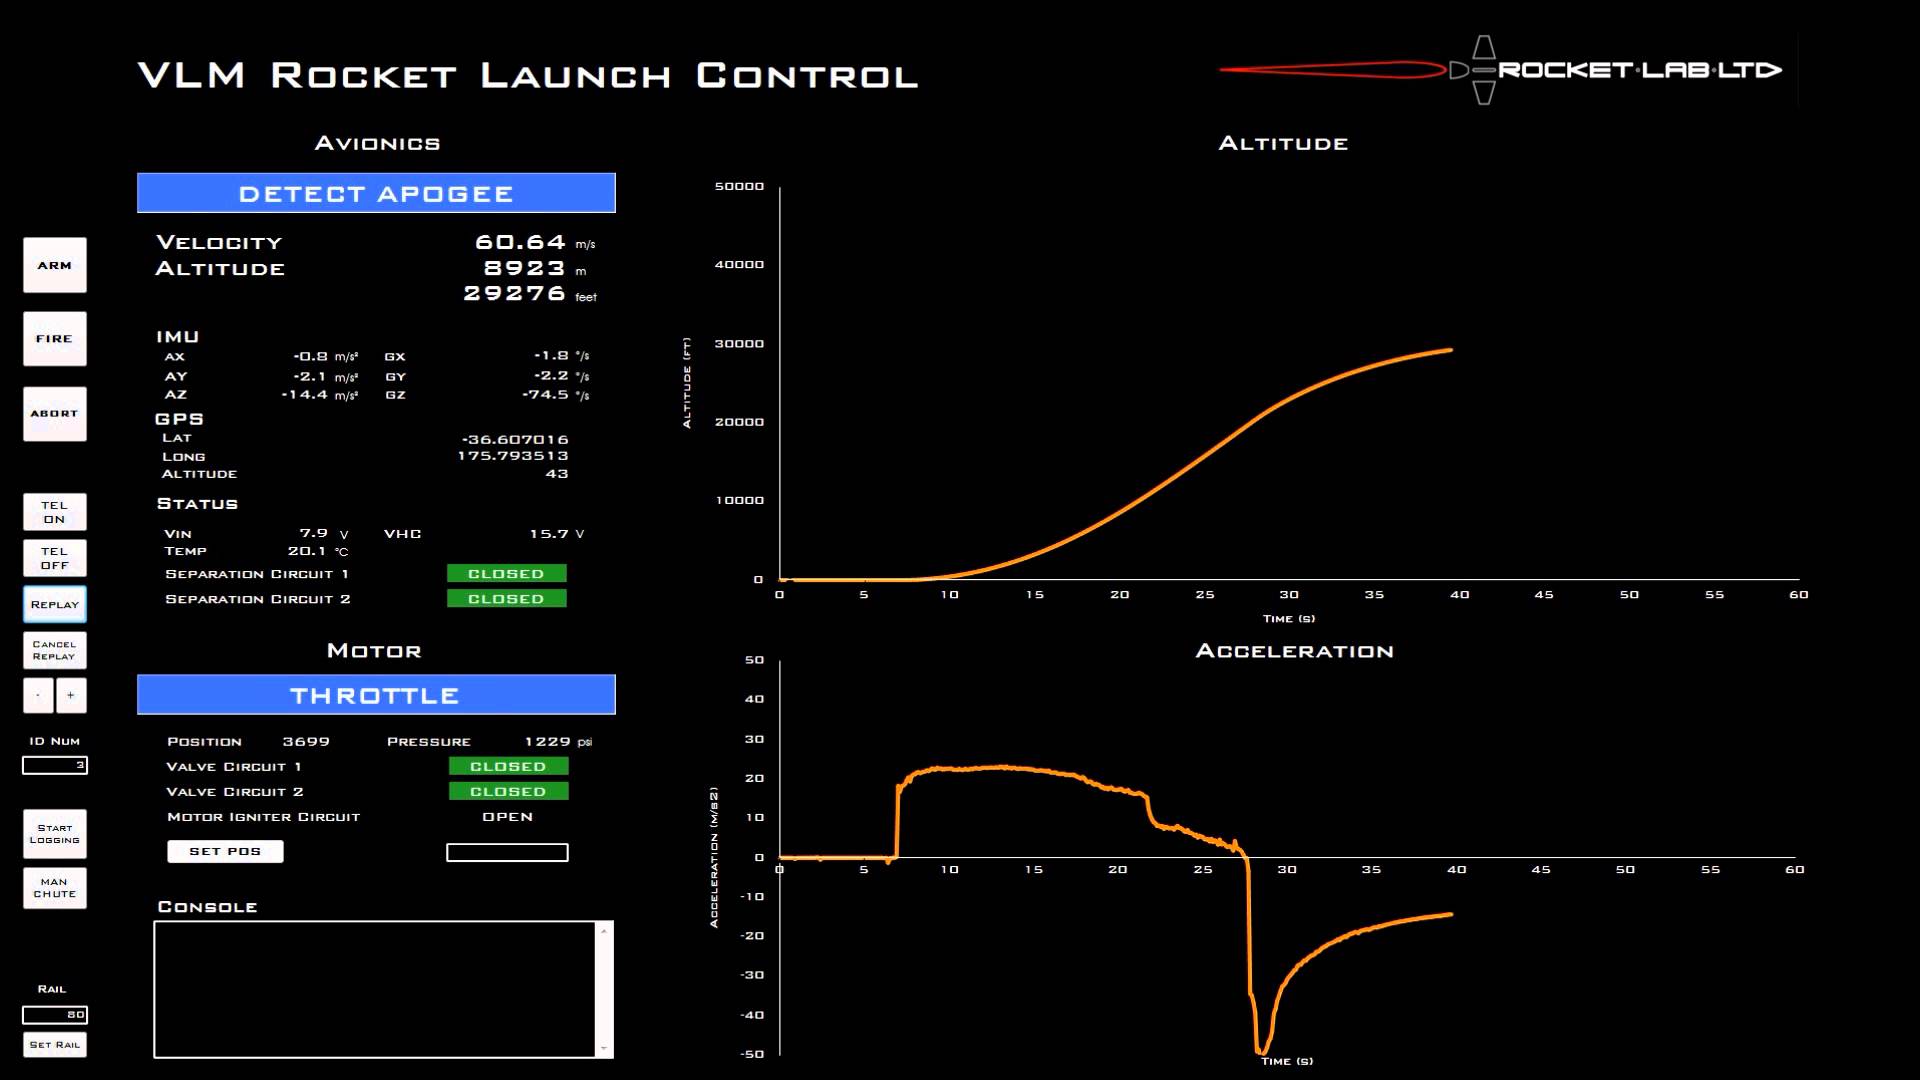 VLM Rocket Launch Control
ROCKET·LAB·LTD
Avionics
DETECT APOGEE
Velocity 60.64 m/s
Altitude 8923 m
29276 feet
IMU
AX -0.8 m/s² GX -1.8 °/s
AY -2.1 m/s² GY -2.2 °/s
AZ -14.4 m/s² GZ -74.5 °/s
GPS
Lat -36.607016
Long 175.793513
Altitude 43
Status
Vin 7.9 V VHC 15.7 V
Temp 20.1 °C
Separation Circuit 1 CLOSED
Separation Circuit 2 CLOSED
Motor
THROTTLE
Position 3699 Pressure 1229 psi
Valve Circuit 1 CLOSED
Valve Circuit 2 CLOSED
Motor Igniter Circuit OPEN
SET POS
Console
ARM
FIRE
ABORT
TEL
ON
TEL
OFF
Replay
Cancel
Replay
- +
ID Num
3
Start
Logging
MAN
CHUTE
Rail
80
Set Rail
Altitude
50000
40000
30000
20000
10000
0
Altitude (ft)
0 5 10 15 20 25 30 35 40 45 50 55 60
Time (s)
Acceleration
50
40
30
20
10
0
-10
-20
-30
-40
-50
Acceleration (m/s2)
0 5 10 15 20 25 30 35 40 45 50 55 60
Time (s)